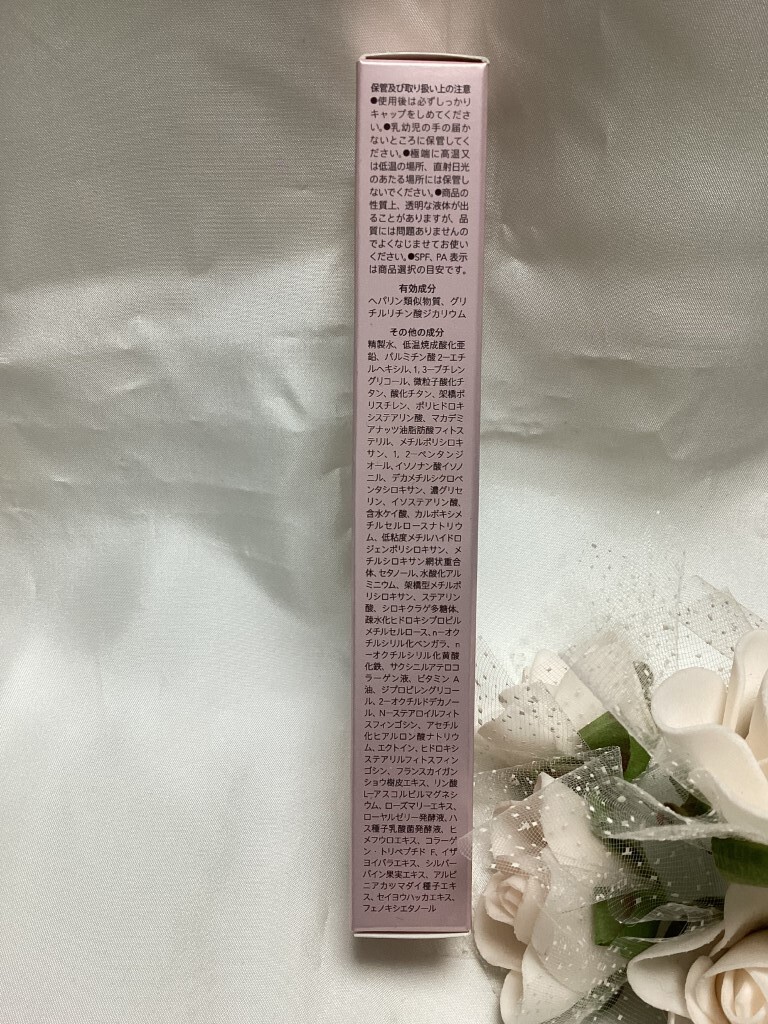 保管及び取り扱い上の注意
●使用後は必ずしっかり
キャップをしめてくださ
い。●乳幼児の手の届か
ないところに保管してく
ださい。●極端に高温又
は低温の場所、直射日光
のあたる場所には保管し
ないでください。●商品の
性質上、透明な液体が出
ることがありますが、品
質には問題ありませんの
でよくなじませてお使い
ください。●SPF、PA 表示
は商品選択の目安です。
有効成分
ヘパリン類似物質、グリ
チルリチン酸ジカリウム
その他の成分
精製水、低温焼成酸化亜
鉛、パルミチン酸2-エチ
ルヘキシル、1,3-ブチレン
グリコール、微粒子酸化チ
タン、酸化チタン、架橋ポ
リスチレン、ポリヒドロキ
システアリン酸、マカデミ
アナッツ油脂肪酸フィトス
テリル、メチルポリシロキ
サン、1, 2-ペンタンジ
オール、イソノナン酸イソノ
ニル、デカメチルシクロペ
ンタシロキサン、濃グリセ
リン、イソステアリン酸、
含水ケイ酸、カルボキシメ
チルセルロースナトリウ
ム、低粘度メチルハイドロ
ジェンポリシロキサン、メ
チルシロキサン網状重合
体、セタノール、水酸化アル
ミニウム、架橋型メチルポ
リシロキサン、ステアリン
酸、シロキクラゲ多糖体、
疎水化ヒドロキシプロピル
メチルセルロース、n-オク
チルシリル化ベンガラ、n
-オクチルシリル化黄酸
化鉄、サクシニルアテロコ
ラーゲン液、ビタミンA
油、ジプロピレングリコー
ル、2-オクチルドデカノー
ル、N-ステアロイルフィト
スフィンゴシン、アセチル
化ヒアルロン酸ナトリウ
ム、エクトイン、ヒドロキシ
ステアリルフィトスフィン
ゴシン、フランスカイガン
ショウ樹皮エキス、リン酸
L-アスコルビルマグネシ
ウム、ローズマリーエキス、
ローヤルゼリー発酵液、ハ
ス種子乳酸菌発酵液、ヒ
メフウロエキス、コラーゲ
ン・トリペプチド F、イザ
ヨイバラエキス、シルバー
バイン果実エキス、アルピ
ニアカツマダイ種子エキ
ス、セイヨウハッカエキス、
フェノキシエタノール